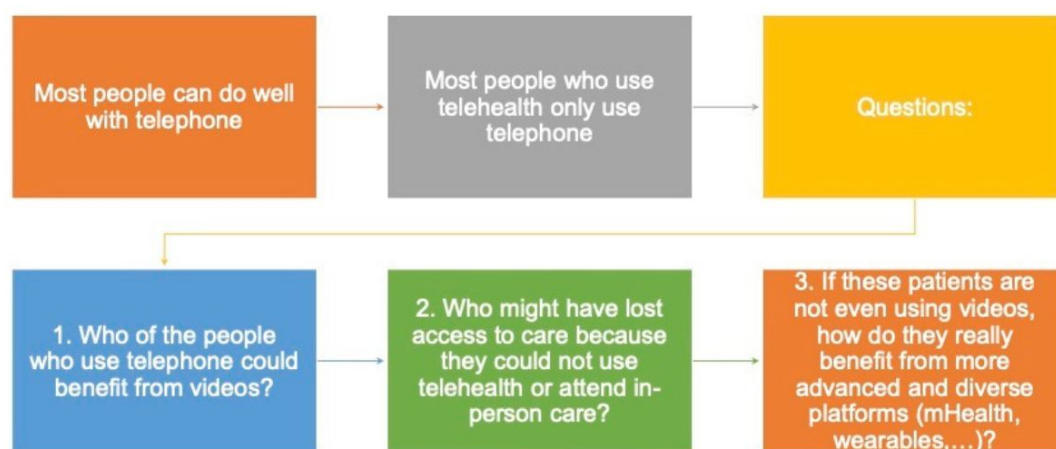 Most people can do well
with telephone
Most people who use
telehealth only use
telephone
Questions:
1. Who of the people
who use telephone could
benefit from videos?
2. Who might have lost
access to care because
they could not use
telehealth or attend in-
person care?
3. If these patients are
not even using videos,
how do they really
benefit from more
advanced and diverse
platforms (mHealth,
wearables,...)?